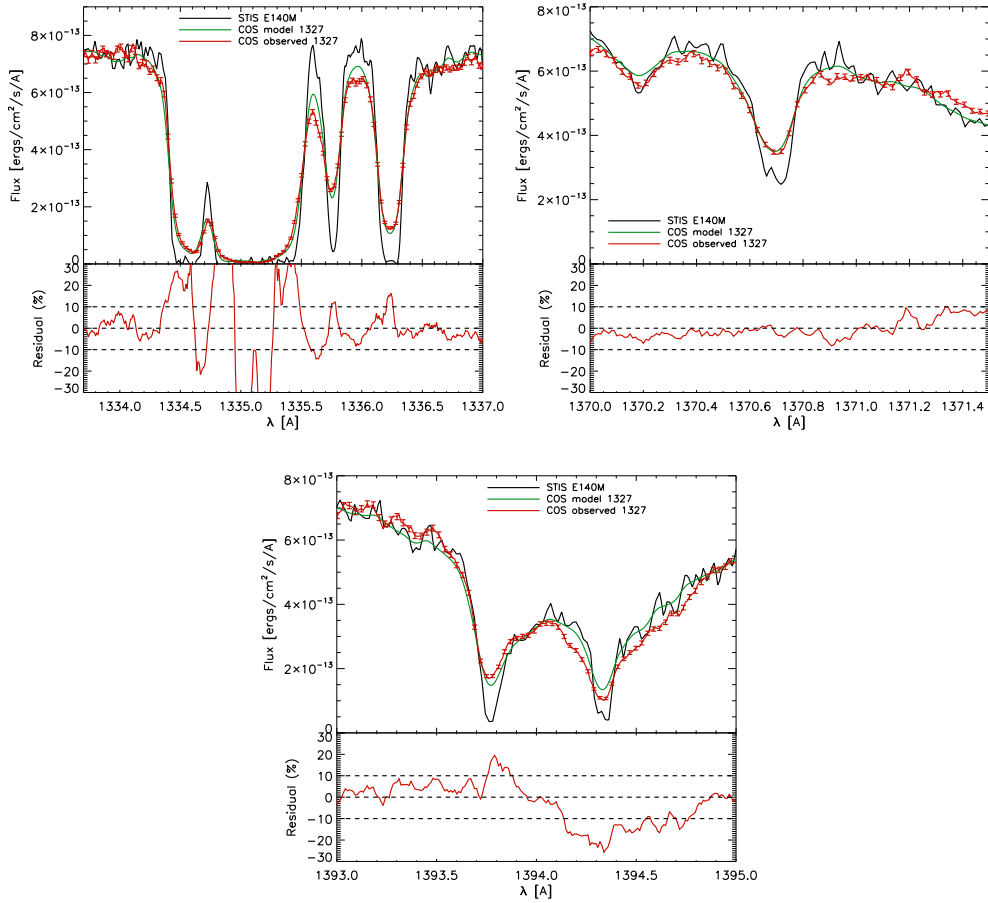 8×10⁻¹³
6×10⁻¹³
4×10⁻¹³
2×10⁻¹³
0
Flux [ergs/cm²/s/A]
STIS E140M
COS model 1327
COS observed 1327
30
20
10
0
−10
−20
−30
Residual (%)
1334.0 1334.5 1335.0 1335.5 1336.0 1336.5 1337.0
λ [A]
8×10⁻¹³
6×10⁻¹³
4×10⁻¹³
2×10⁻¹³
0
Flux [ergs/cm²/s/A]
STIS E140M
COS model 1327
COS observed 1327
30
20
10
0
−10
−20
−30
Residual (%)
1370.0 1370.2 1370.4 1370.6 1370.8 1371.0 1371.2 1371.4
λ [A]
8×10⁻¹³
6×10⁻¹³
4×10⁻¹³
2×10⁻¹³
0
Flux [ergs/cm²/s/A]
STIS E140M
COS model 1327
COS observed 1327
30
20
10
0
−10
−20
−30
Residual (%)
1393.0 1393.5 1394.0 1394.5 1395.0
λ [A]